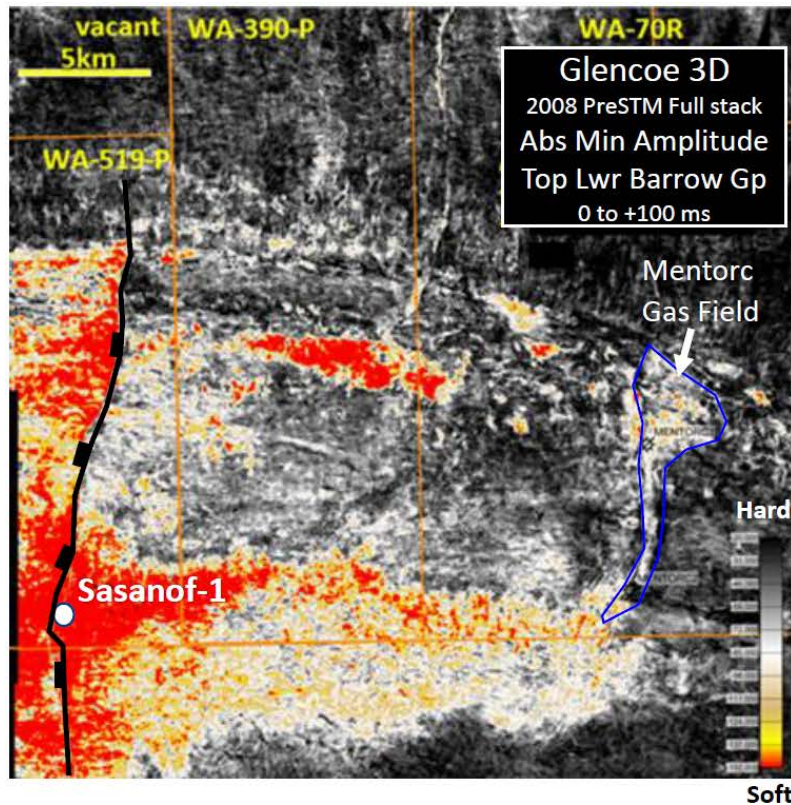 vacant
WA-390-P
WA-70R
5km
Glencoe 3D
2008 PreSTM Full stack
Abs Min Amplitude
Top Lwr Barrow Gp
0 to +100 ms
WA-519-P
Mentorc
Gas Field
MENTORC
Hard
Sasanof-1
Soft